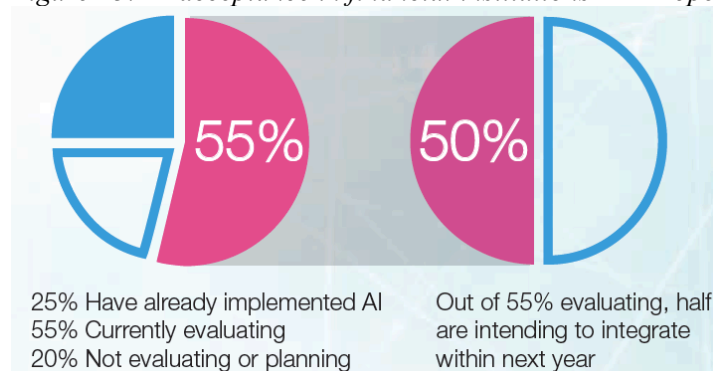 55%
50%
25% Have already implemented AI
55% Currently evaluating
20% Not evaluating or planning
Out of 55% evaluating, half
are intending to integrate
within next year